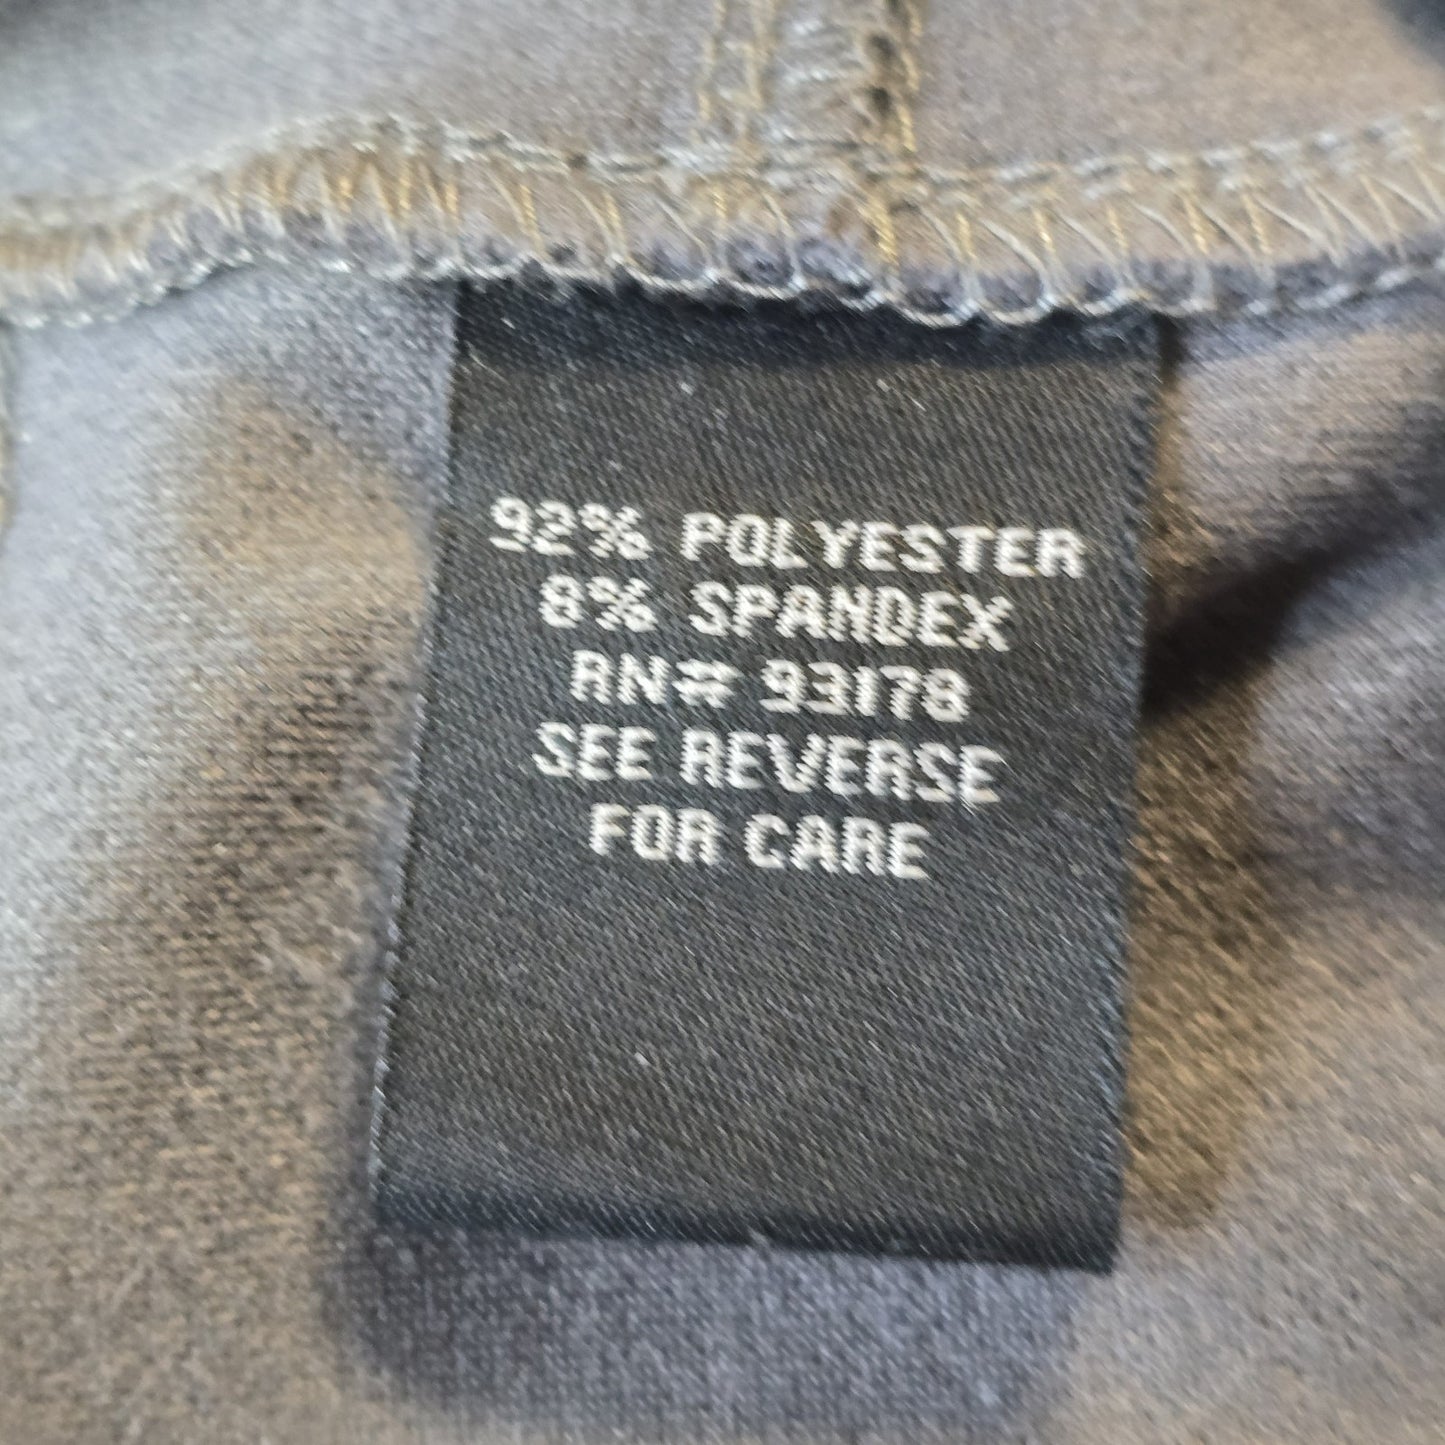 92% POLYESTER
8% SPANDEX
RN# 93178
SEE REVERSE
FOR CARE